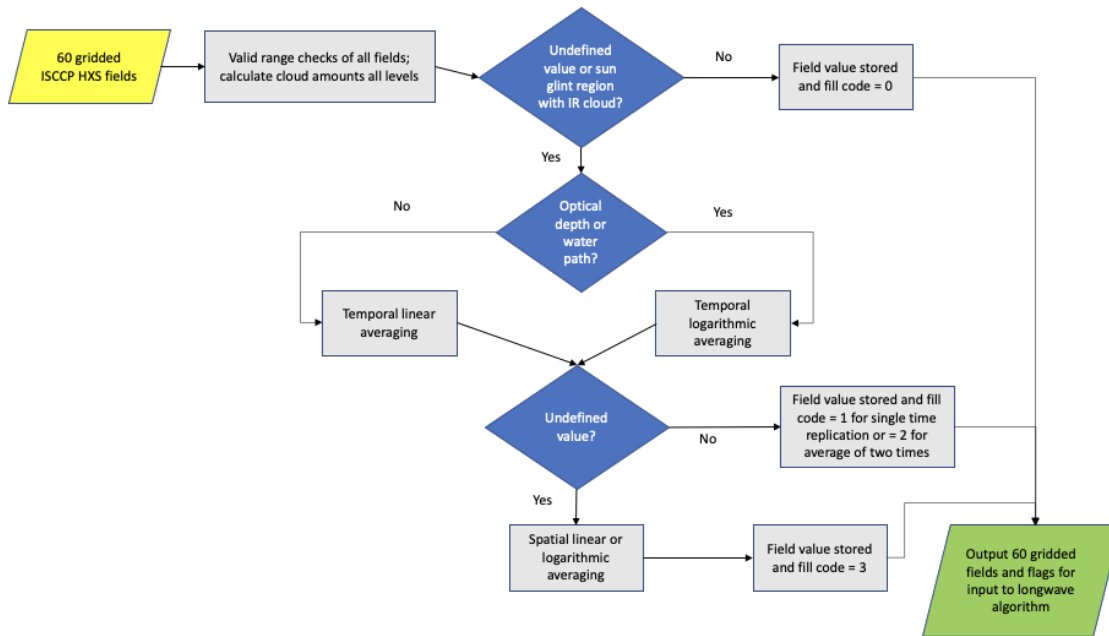 60 gridded
ISCCP HXS fields
Valid range checks of all fields;
calculate cloud amounts all levels
Undefined
value or sun
glint region
with IR cloud?
No
Field value stored
and fill code = 0
Yes
Optical
depth or
water
path?
No
Yes
Temporal linear
averaging
Temporal
logarithmic
averaging
Undefined
value?
No
Field value stored and fill
code = 1 for single time
replication or = 2 for
average of two times
Yes
Spatial linear or
logarithmic
averaging
Field value stored
and fill code = 3
Output 60 gridded
fields and flags for
input to longwave
algorithm